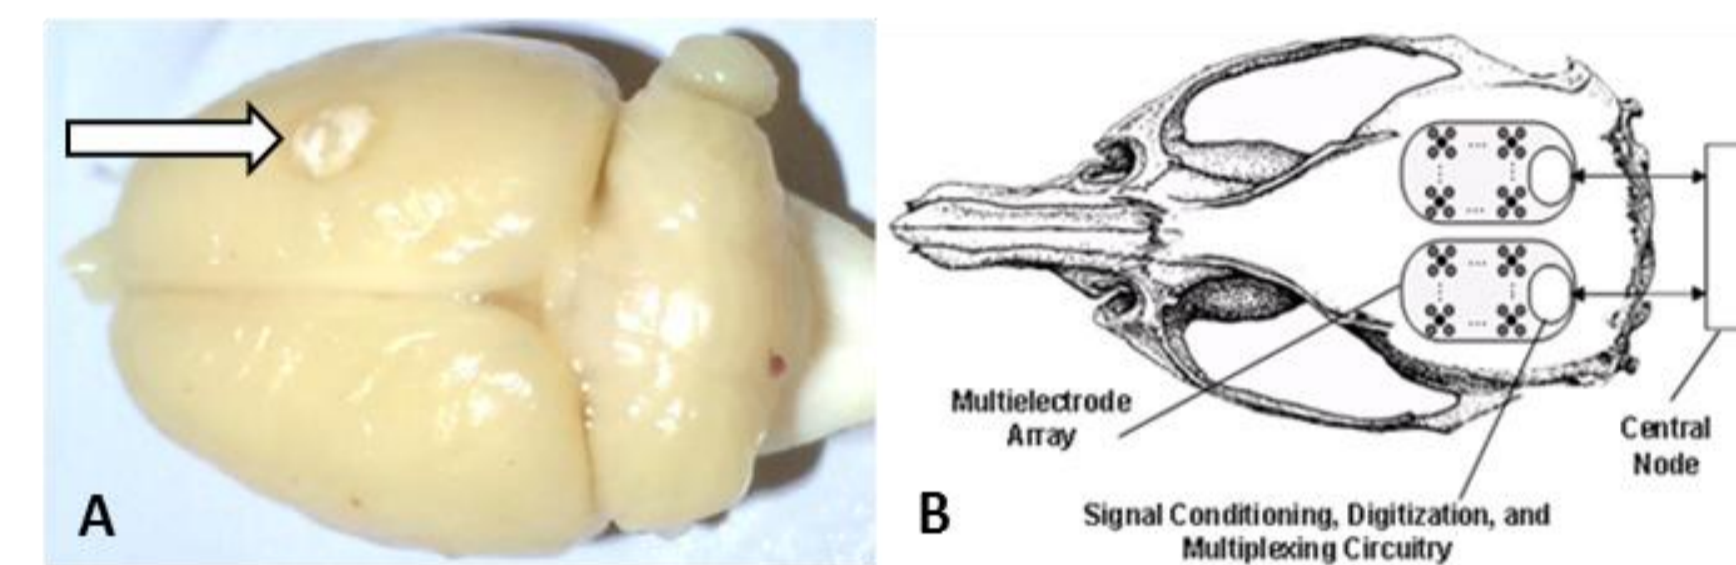 A
B
Multielectrode
Array
Central
Node
Signal Conditioning, Digitization, and
Multiplexing Circuitry